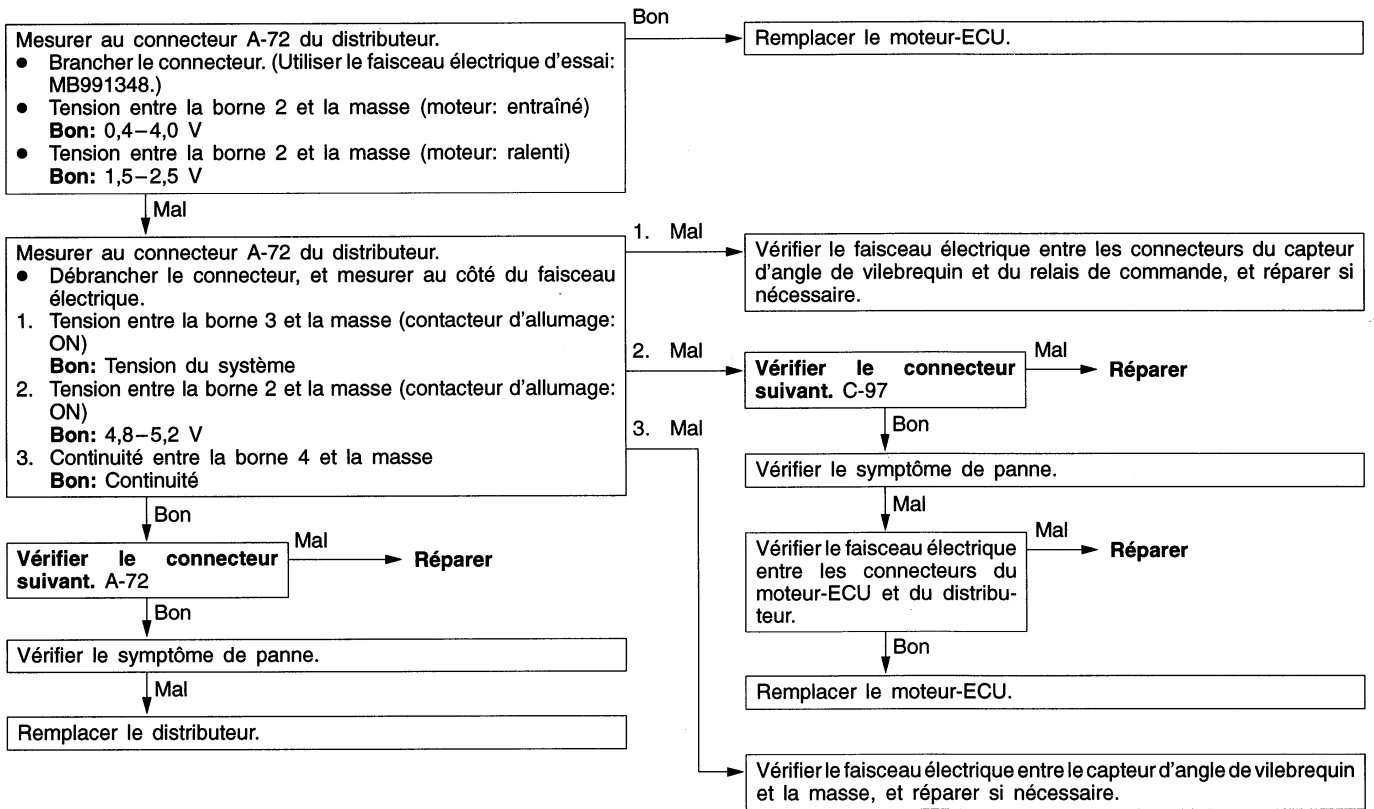 Mesurer au connecteur A-72 du distributeur.
● Brancher le connecteur. (Utiliser le faisceau électrique d'essai:
MB991348.)
● Tension entre la borne 2 et la masse (moteur: entraîné)
Bon: 0,4–4,0 V
● Tension entre la borne 2 et la masse (moteur: ralenti)
Bon: 1,5–2,5 V
Bon
Remplacer le moteur-ECU.
Mal
Mesurer au connecteur A-72 du distributeur.
● Débrancher le connecteur, et mesurer au côté du faisceau
électrique.
1. Tension entre la borne 3 et la masse (contacteur d'allumage:
ON)
Bon: Tension du système
2. Tension entre la borne 2 et la masse (contacteur d'allumage:
ON)
Bon: 4,8–5,2 V
3. Continuité entre la borne 4 et la masse
Bon: Continuité
1. Mal
Vérifier le faisceau électrique entre les connecteurs du capteur
d'angle de vilebrequin et du relais de commande, et réparer si
nécessaire.
2. Mal
Vérifier le connecteur
suivant. C-97
Mal
Réparer
Bon
Vérifier le symptôme de panne.
Mal
Vérifier le faisceau électrique
entre les connecteurs du
moteur-ECU et du distribu-
teur.
Mal
Réparer
Bon
Remplacer le moteur-ECU.
3. Mal
Vérifier le faisceau électrique entre le capteur d'angle de vilebrequin
et la masse, et réparer si nécessaire.
Bon
Vérifier le connecteur
suivant. A-72
Mal
Réparer
Bon
Vérifier le symptôme de panne.
Mal
Remplacer le distributeur.